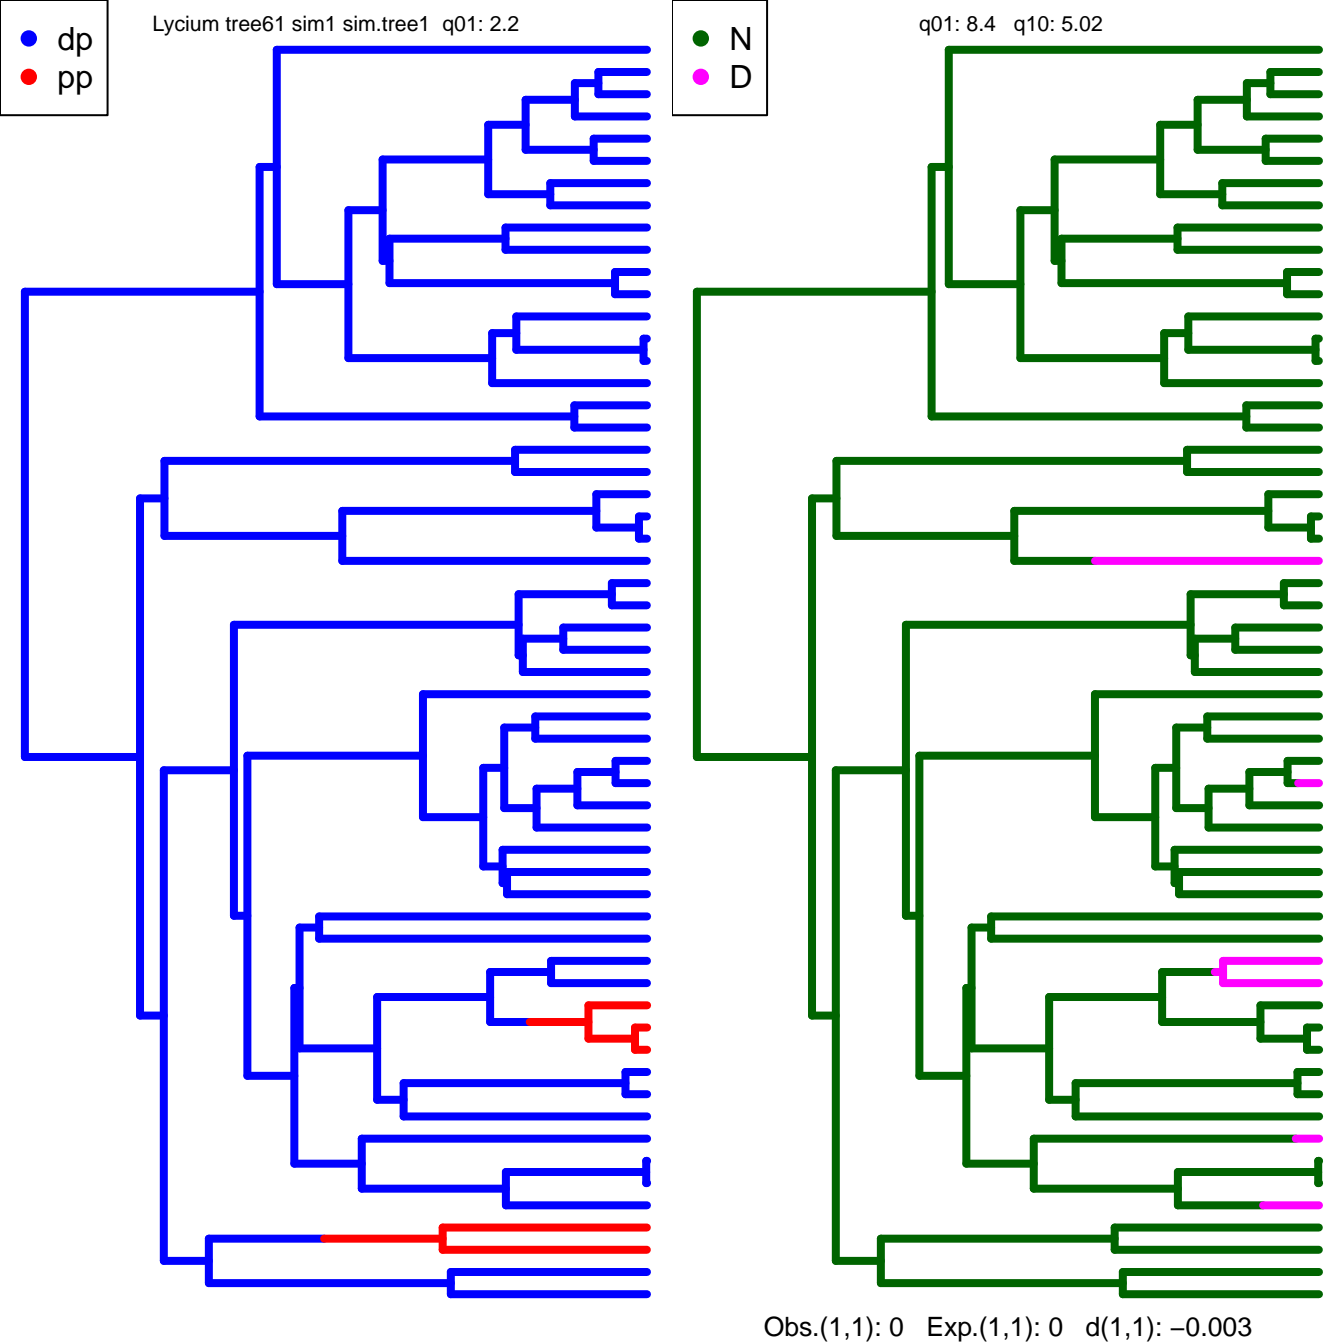 Lycium tree61 sim1 sim.tree1 q01: 2.2
dp
pp
q01: 8.4 q10: 5.02
N
D
Obs.(1,1): 0 Exp.(1,1): 0 d(1,1): −0.003